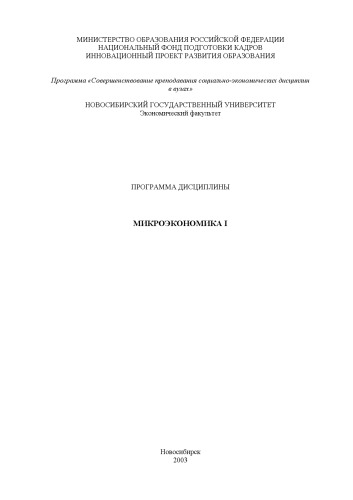 МИНИСТЕРСТВО ОБРАЗОВАНИЯ РОССИЙСКОЙ ФЕДЕРАЦИИ
НАЦИОНАЛЬНЫЙ ФОНД ПОДГОТОВКИ КАДРОВ
ИННОВАЦИОННЫЙ ПРОЕКТ РАЗВИТИЯ ОБРАЗОВАНИЯ
Программа «Совершенствование преподавания социально-экономических дисциплин
в вузах»
НОВОСИБИРСКИЙ ГОСУДАРСТВЕННЫЙ УНИВЕРСИТЕТ
Экономический факультет
ПРОГРАММА ДИСЦИПЛИНЫ
МИКРОЭКОНОМИКА I
Новосибирск
2003